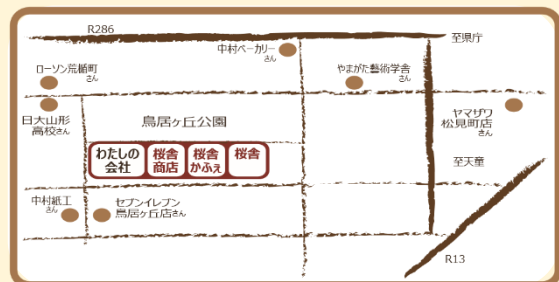 R286
至県庁
中村ベーカリー
さん
ローソン荒楯町
さん
やまがた藝術学舎
さん
日大山形
高校さん
鳥居ヶ丘公園
ヤマザワ
松見町店
さん
わたしの
会社
桜舎
商店
桜舎
かふぇ
桜舎
至天童
中村紙工
さん
セブンイレブン
鳥居ヶ丘店さん
R13